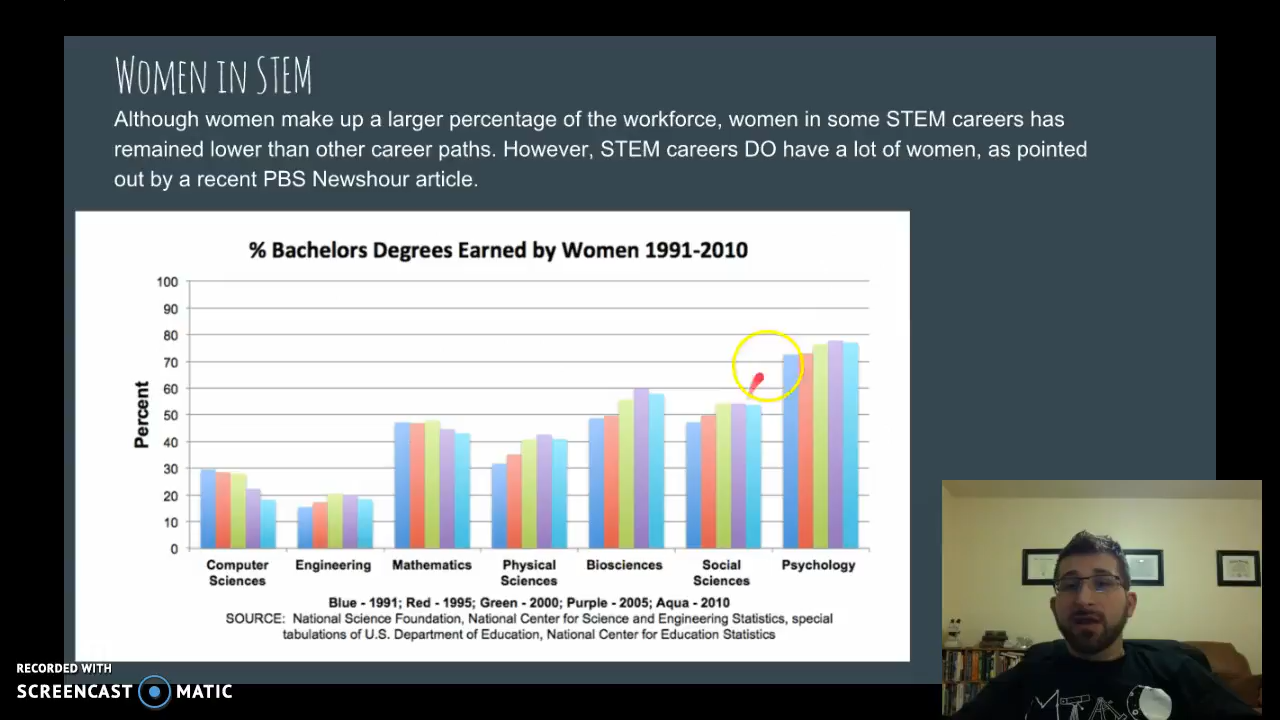 Women in STEM
Although women make up a larger percentage of the workforce, women in some STEM careers has
remained lower than other career paths. However, STEM careers DO have a lot of women, as pointed
out by a recent PBS Newshour article.
% Bachelors Degrees Earned by Women 1991-2010
Percent
100
90
80
70
60
50
40
30
20
10
0
Computer
Sciences
Engineering
Mathematics
Physical
Sciences
Biosciences
Social
Sciences
Psychology
Blue - 1991; Red - 1995; Green - 2000; Purple - 2005; Aqua - 2010
SOURCE: National Science Foundation, National Center for Science and Engineering Statistics, special
tabulations of U.S. Department of Education, National Center for Education Statistics
RECORDED WITH
SCREENCAST MATIC